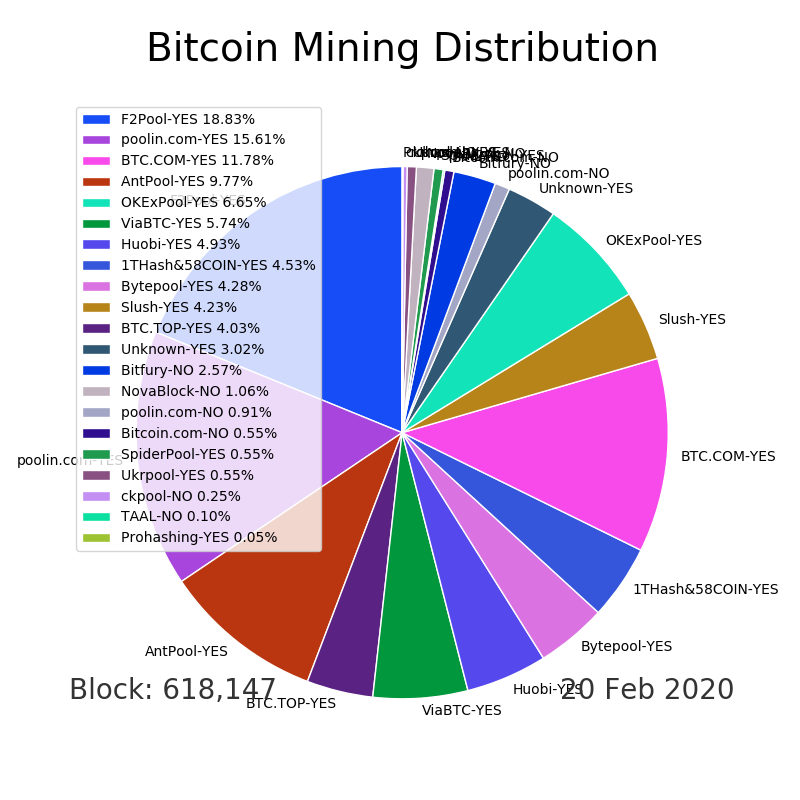 Bitcoin Mining Distribution
F2Pool-YES 18.83%
poolin.com-YES 15.61%
BTC.COM-YES 11.78%
AntPool-YES 9.77%
OKExPool-YES 6.65%
ViaBTC-YES 5.74%
Huobi-YES 4.93%
1THash&58COIN-YES 4.53%
Bytepool-YES 4.28%
Slush-YES 4.23%
BTC.TOP-YES 4.03%
Unknown-YES 3.02%
Bitfury-NO 2.57%
NovaBlock-NO 1.06%
poolin.com-NO 0.91%
Bitcoin.com-NO 0.55%
SpiderPool-YES 0.55%
Ukrpool-YES 0.55%
ckpool-NO 0.25%
TAAL-NO 0.10%
Prohashing-YES 0.05%
Bitfury-NO
poolin.com-NO
Unknown-YES
OKExPool-YES
Slush-YES
BTC.COM-YES
poolin.com-YES
1THash&58COIN-YES
Bytepool-YES
AntPool-YES
Huobi-YES
BTC.TOP-YES
ViaBTC-YES
Block: 618,147
20 Feb 2020